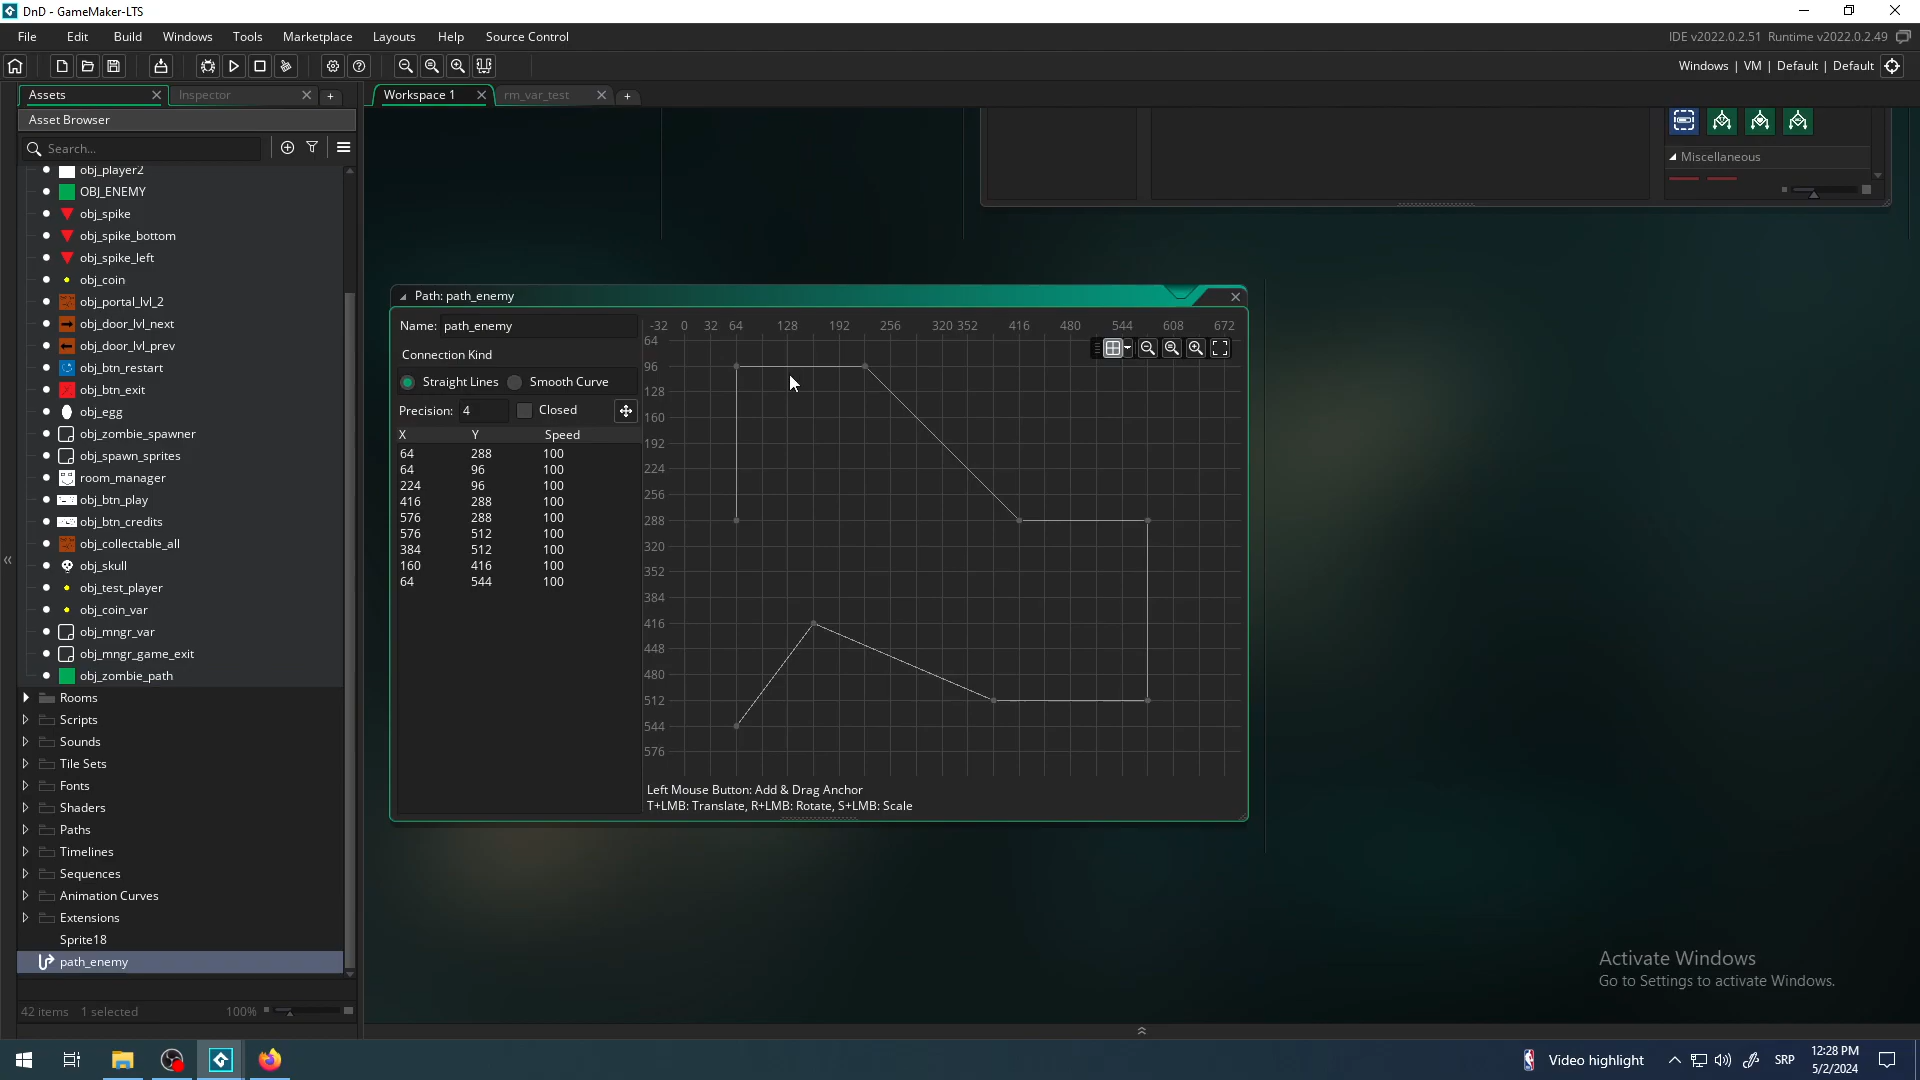 DnD - GameMaker-LTS
File Edit Build Windows Tools Marketplace Layouts Help Source Control
IDE v2022.0.2.51 Runtime v2022.0.2.49
Windows | VM | Default | Default
Assets Inspector
Workspace 1 rm_var_test
Asset Browser
Search...
obj_player2
OBJ_ENEMY
obj_spike
obj_spike_bottom
obj_spike_left
obj_coin
obj_portal_lvl_2
obj_door_lvl_next
obj_door_lvl_prev
obj_btn_restart
obj_btn_exit
obj_egg
obj_zombie_spawner
obj_spawn_sprites
room_manager
obj_btn_play
obj_btn_credits
obj_collectable_all
obj_skull
obj_test_player
obj_coin_var
obj_mngr_var
obj_mngr_game_exit
obj_zombie_path
Rooms
Scripts
Sounds
Tile Sets
Fonts
Shaders
Paths
Timelines
Sequences
Animation Curves
Extensions
Sprite18
path_enemy
42 items 1 selected 100%
Miscellaneous
Path: path_enemy
Name: path_enemy
Connection Kind
Straight Lines Smooth Curve
Precision: 4 Closed
X Y Speed
64 288 100
64 96 100
224 96 100
416 288 100
576 288 100
576 512 100
384 512 100
160 416 100
64 544 100
-32 0 32 64 128 192 256 320 352 416 480 544 608 672
64
96
128
160
192
224
256
288
320
352
384
416
448
480
512
544
576
Left Mouse Button: Add & Drag Anchor
T+LMB: Translate, R+LMB: Rotate, S+LMB: Scale
Activate Windows
Go to Settings to activate Windows.
Video highlight
SRP
12:28 PM
5/2/2024